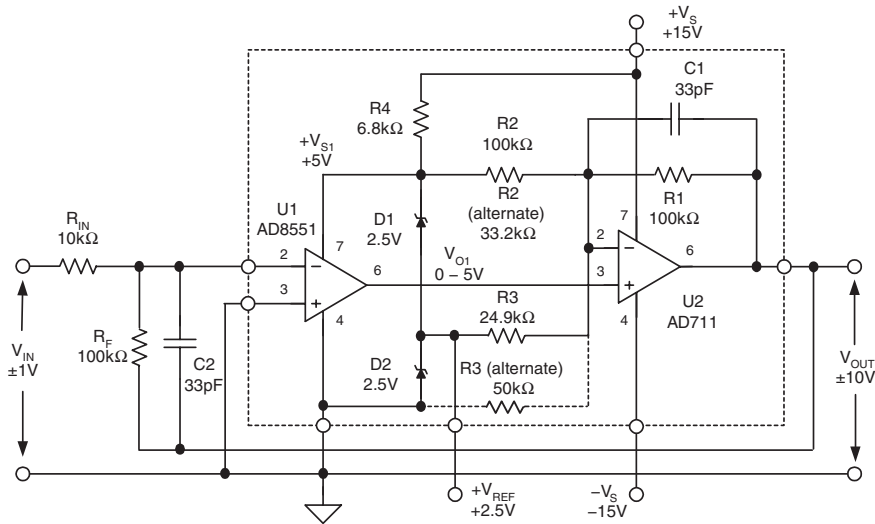 +V_S
+15V
C1
33pF
R4
6.8kΩ
R2
100kΩ
+V_S1
+5V
R2
(alternate)
33.2kΩ
R1
100kΩ
U1
AD8551
D1
2.5V
R_IN
10kΩ
V_O1
0 – 5V
2
3
7
6
4
2
3
7
6
4
U2
AD711
R3
24.9kΩ
R_F
100kΩ
C2
33pF
V_IN
±1V
D2
2.5V
R3 (alternate)
50kΩ
V_OUT
±10V
+V_REF
+2.5V
−V_S
−15V